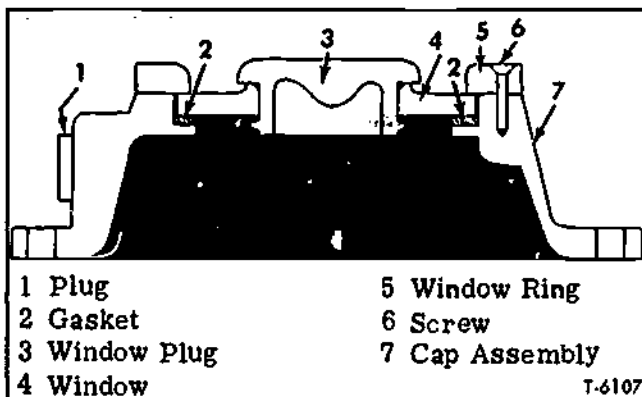 1
2
3
4
2
5
6
7
1 Plug
2 Gasket
3 Window Plug
4 Window
5 Window Ring
6 Screw
7 Cap Assembly
T-6107